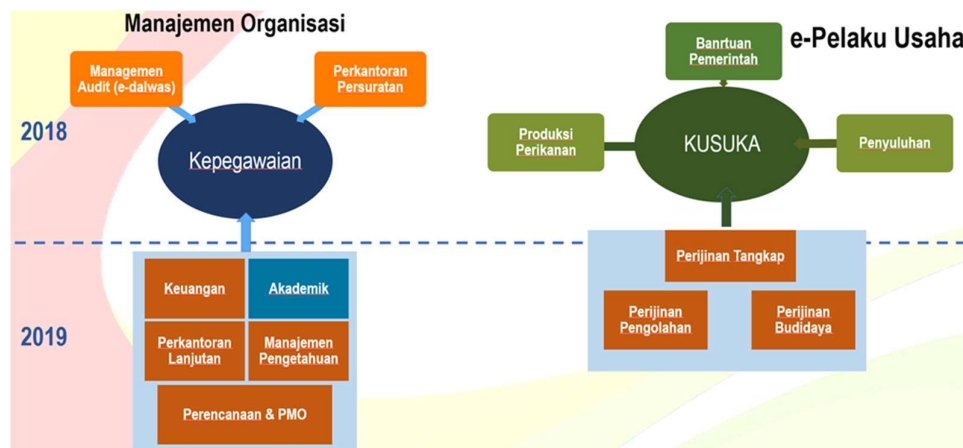 Manajemen Organisasi
Managemen
Audit (e-dalwas)
Perkantoran
Persuratan
2018
Kepegawaian
e-Pelaku Usaha
Banrtuan
Pemerintah
Produksi
Perikanan
KUSUKA
Penyuluhan
2019
Keuangan
Akademik
Perkantoran
Lanjutan
Manajemen
Pengetahuan
Perencanaan & PMO
Perijinan Tangkap
Perijinan
Pengolahan
Perijinan
Budidaya